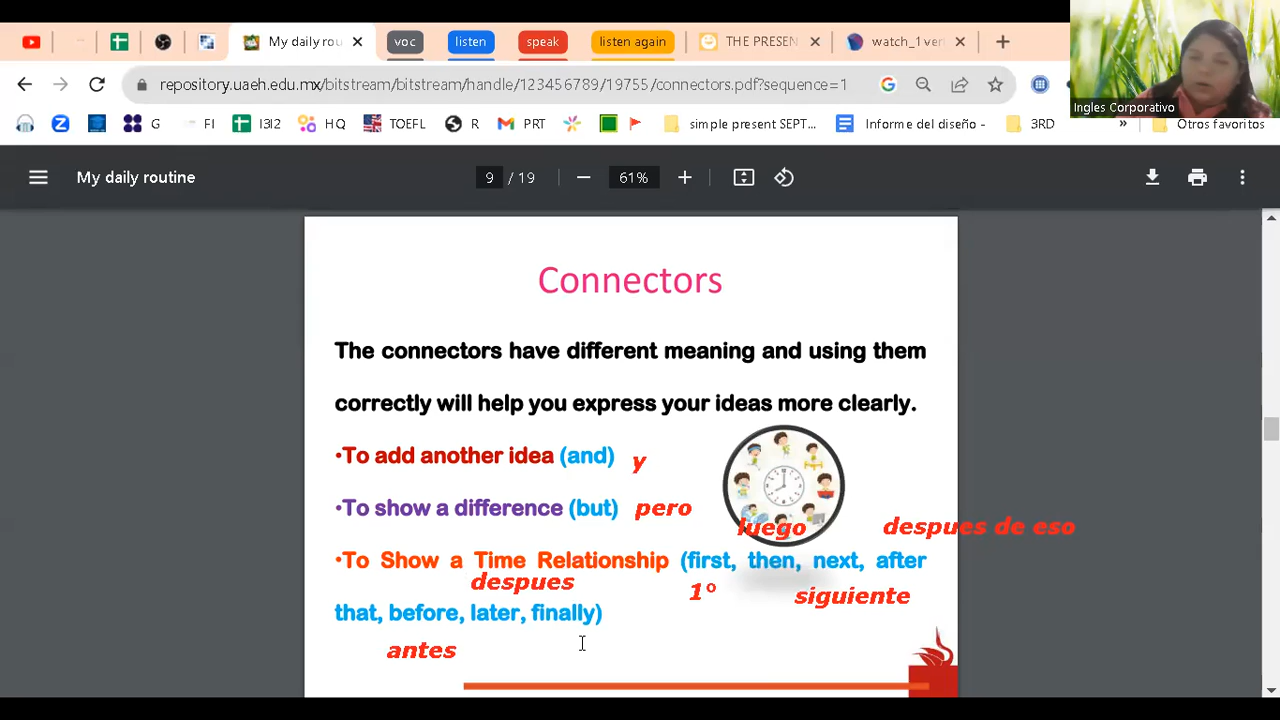 My daily rou
voc
listen
speak
listen again
THE PRESEN
watch_1 ver
repository.uaeh.edu.mx/bitstream/bitstream/handle/123456789/19755/connectors.pdf?sequence=1
Ingles Corporativo
G
FI
I3I2
HQ
TOEFL
R
PRT
simple present SEPT...
Informe del diseño -
3RD
»
Otros favoritos
My daily routine
9 / 19
61%
Connectors
The connectors have different meaning and using them
correctly will help you express your ideas more clearly.
•To add another idea (and) y
•To show a difference (but) pero
luego despues de eso
•To Show a Time Relationship (first, then, next, after
despues 1º siguiente
that, before, later, finally)
antes